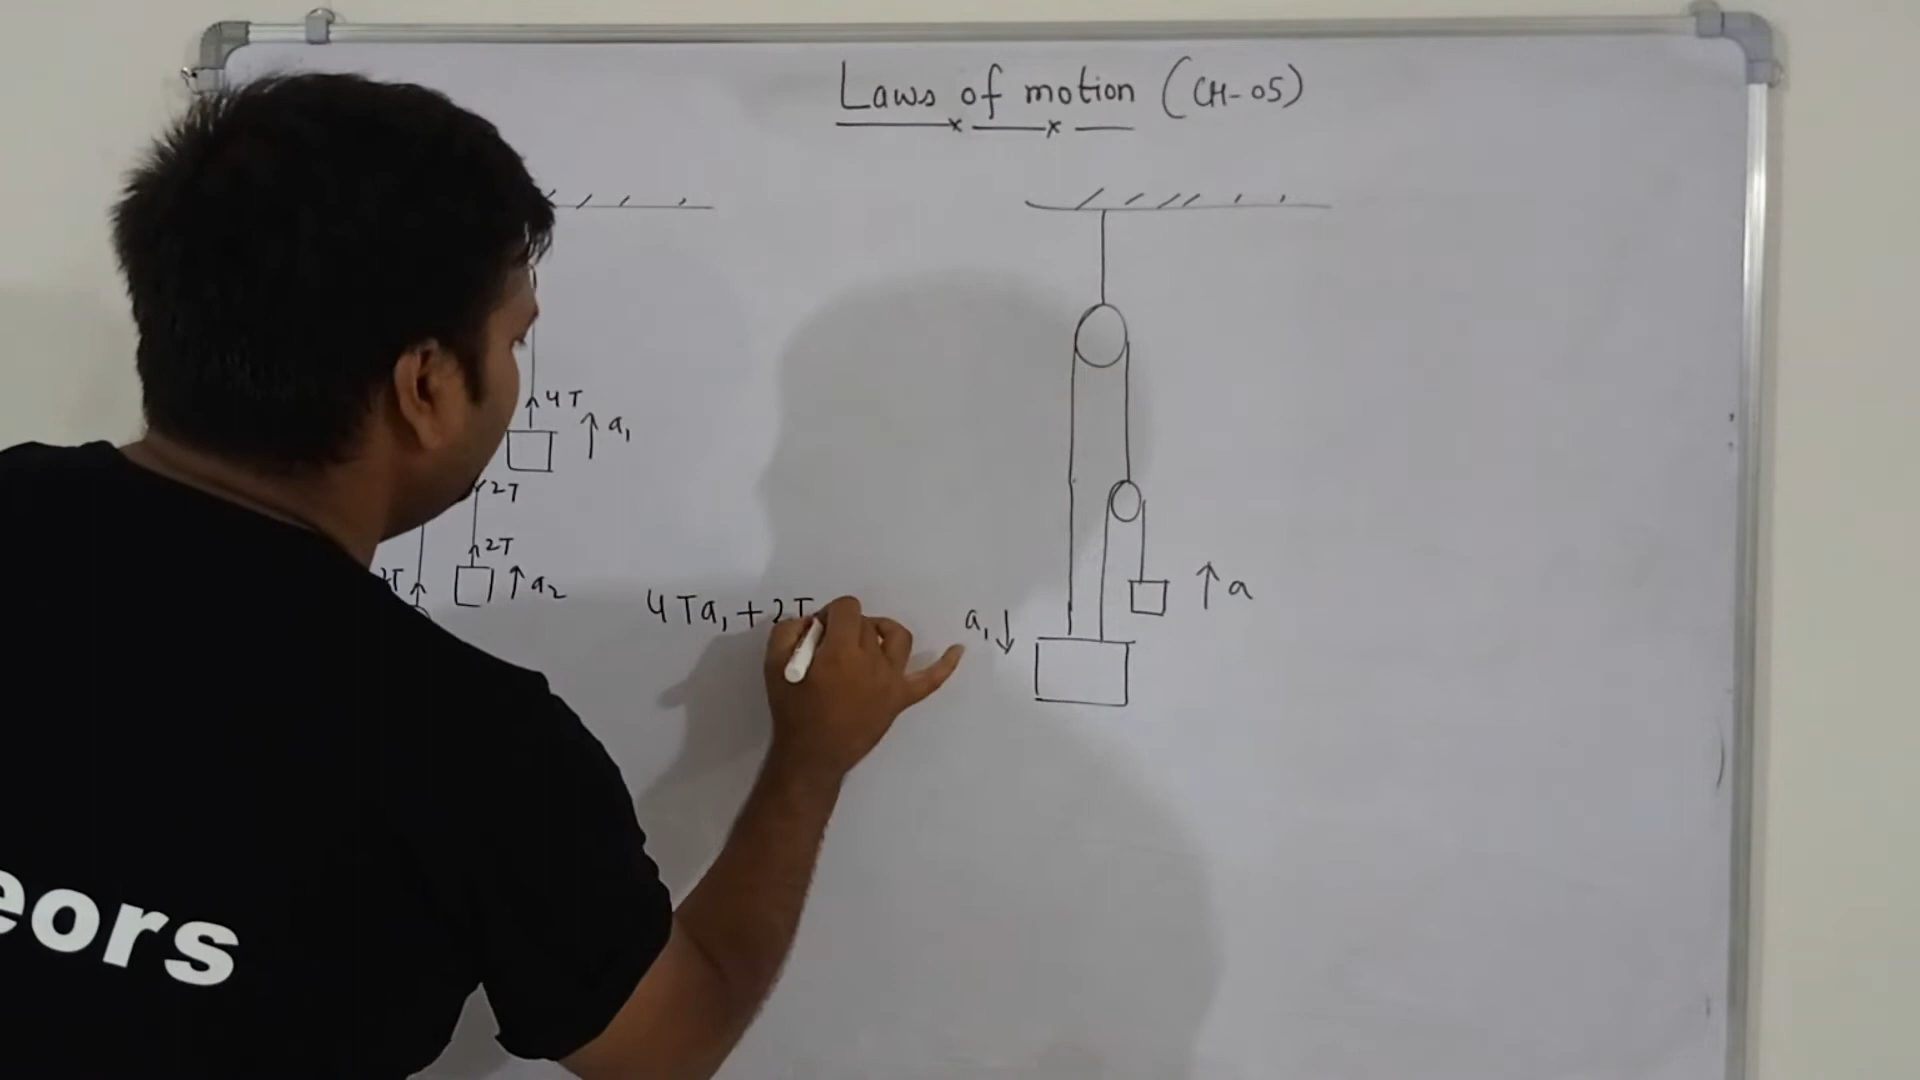 Laws of motion (CH-05)
4T
a₁
2T
2T
a₂
4Ta₁ + 2T
a₁
a
eors